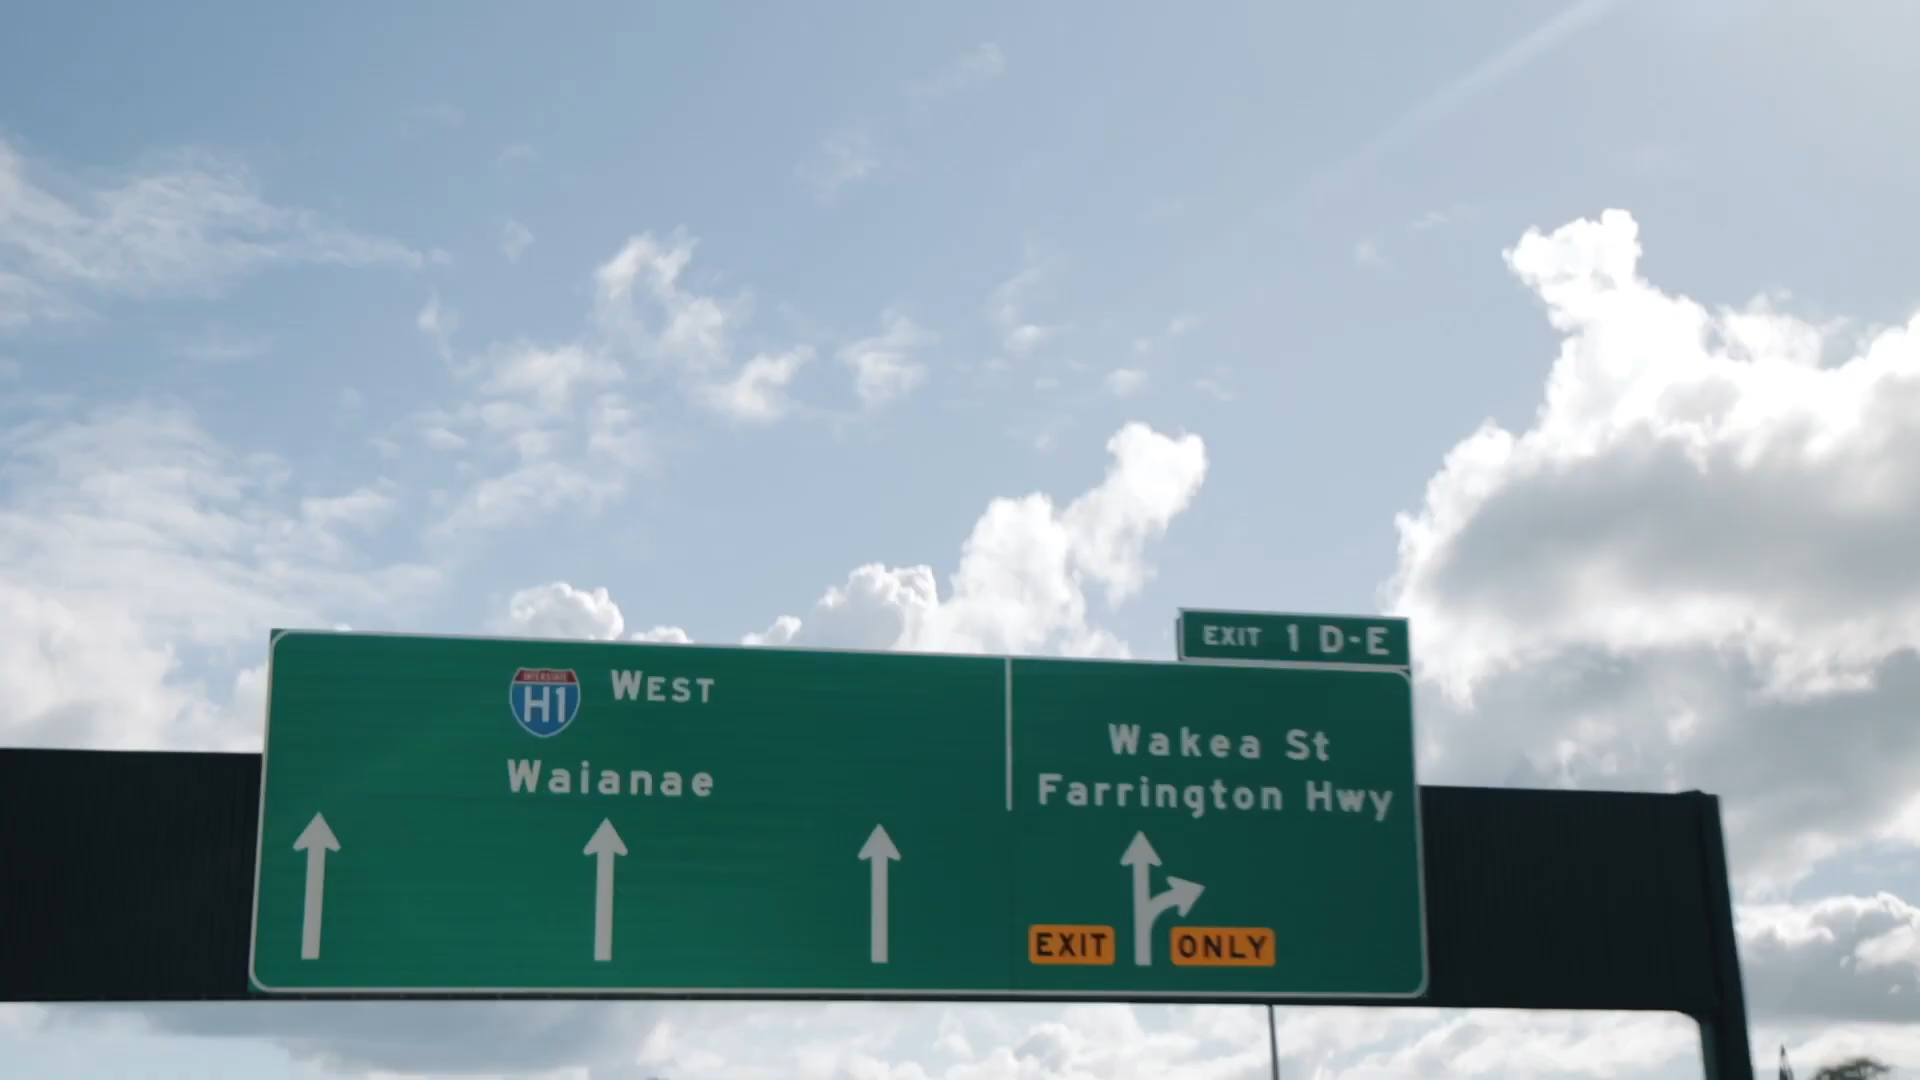 EXIT 1 D-E
INTERSTATE
H1
WEST
Waianae
Wakea St
Farrington Hwy
EXIT ONLY